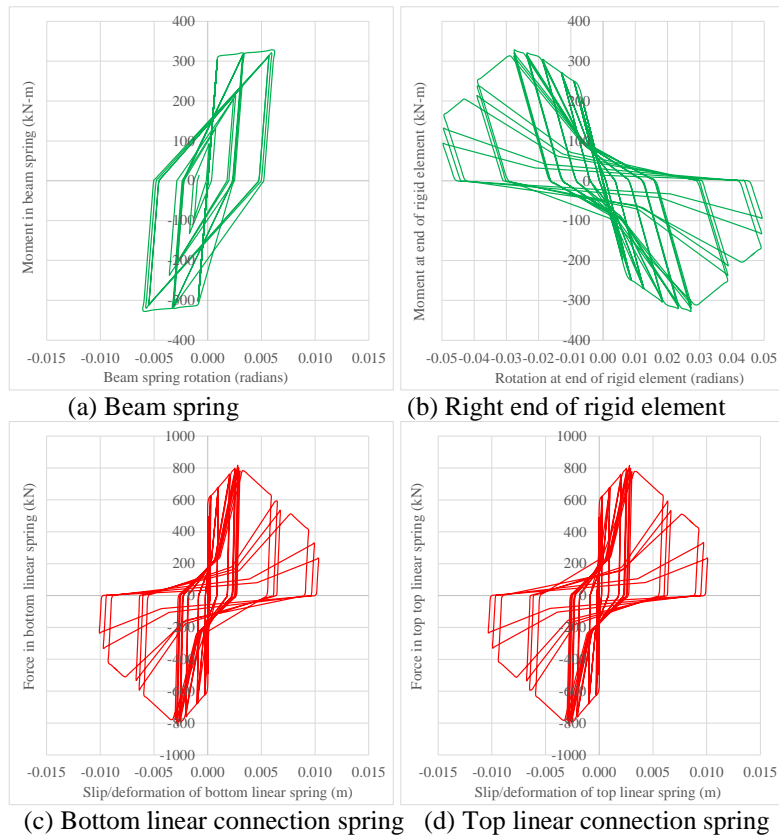 400
300
200
100
0
-100
-200
-300
-400
-0.015 -0.010 -0.005 0.000 0.005 0.010 0.015
Moment in beam spring (kN-m)
Beam spring rotation (radians)
(a) Beam spring
400
300
200
100
0
-100
-200
-300
-400
-0.05 -0.04 -0.03 -0.02 -0.01 0.00 0.01 0.02 0.03 0.04 0.05
Moment at end of rigid element (kN-m)
Rotation at end of rigid element (radians)
(b) Right end of rigid element
1000
800
600
400
200
0
-200
-400
-600
-800
-1000
-0.015 -0.010 -0.005 0.000 0.005 0.010 0.015
Force in bottom linear spring (kN)
Slip/deformation of bottom linear spring (m)
(c) Bottom linear connection spring
1000
800
600
400
200
0
-200
-400
-600
-800
-1000
-0.015 -0.010 -0.005 0.000 0.005 0.010 0.015
Force in top top linear spring (kN)
Slip/deformation of top linear spring (m)
(d) Top linear connection spring